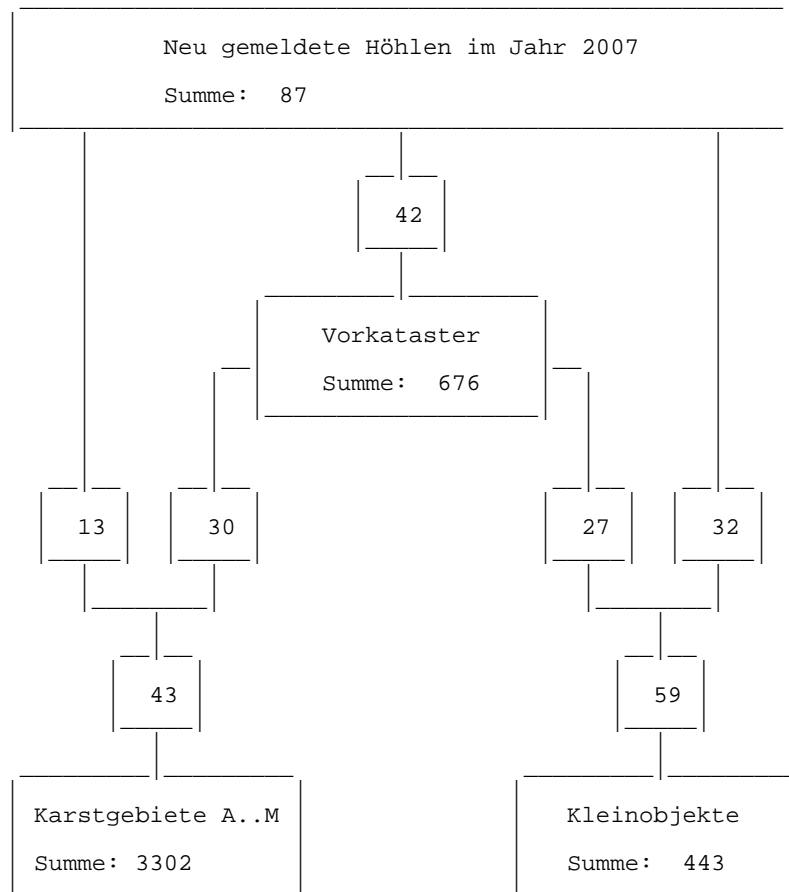 Neu gemeldete Höhlen im Jahr 2007
Summe: 87
42
Vorkataster
Summe: 676
13 30 27 32
43 59
Karstgebiete A..M Kleinobjekte
Summe: 3302 Summe: 443